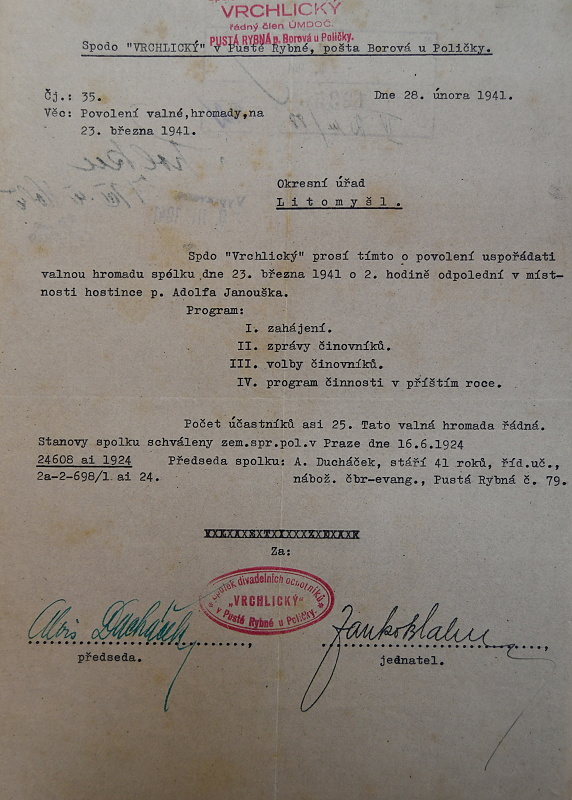 VRCHLICKÝ
řádný člen ÚMDOČ.
PUSTÁ RYBNÁ p. Borová u Poličky.
Spodo "VRCHLICKÝ" v Pusté Rybné, pošta Borová u Poličky.
Čj.: 35.
Dne 28. února 1941.
Věc: Povolení valné,hromady,na
23. března 1941.
Okresní úřad
Litomyšl.
Spdo "Vrchlický" prosí tímto o povolení uspořádati
valnou hromadu spolku dne 23. března 1941 o 2. hodině odpolední v míst-
nosti hostince p. Adolfa Janouška.
Program:
I. zahájení.
II. zprávy činovníků.
III. volby činovníků.
IV. program činnosti v příštím roce.
Počet účastníků asi 25. Tato valná hromada řádná.
Stanovy spolku schváleny zem.spr.pol.v Praze dne 16.6.1924
24608 ai 1924 Předseda spolku: A. Ducháček, stáří 41 roků, říd.uč.,
2a-2-698/1 ai 24. nábož. čbr-evang., Pustá Rybná č. 79.
Za:
Spolek divadelních ochotníků
"VRCHLICKÝ"
v Pusté Rybné u Poličky.
Alois Ducháček
předseda.
jednatel.